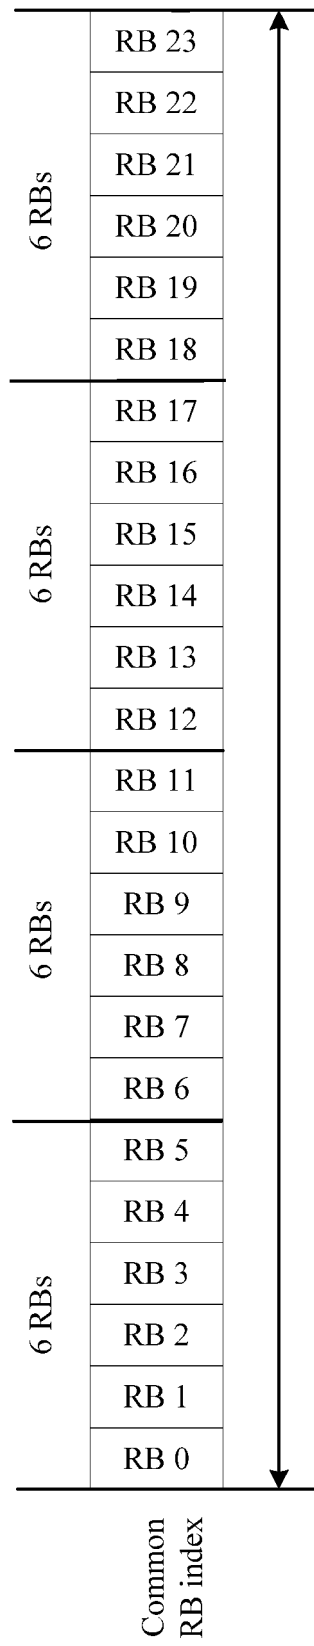 RB 23
RB 22
RB 21
RB 20
RB 19
RB 18
6 RBs
RB 17
RB 16
RB 15
RB 14
RB 13
RB 12
6 RBs
RB 11
RB 10
RB 9
RB 8
RB 7
RB 6
6 RBs
RB 5
RB 4
RB 3
RB 2
RB 1
RB 0
6 RBs
Common
RB index